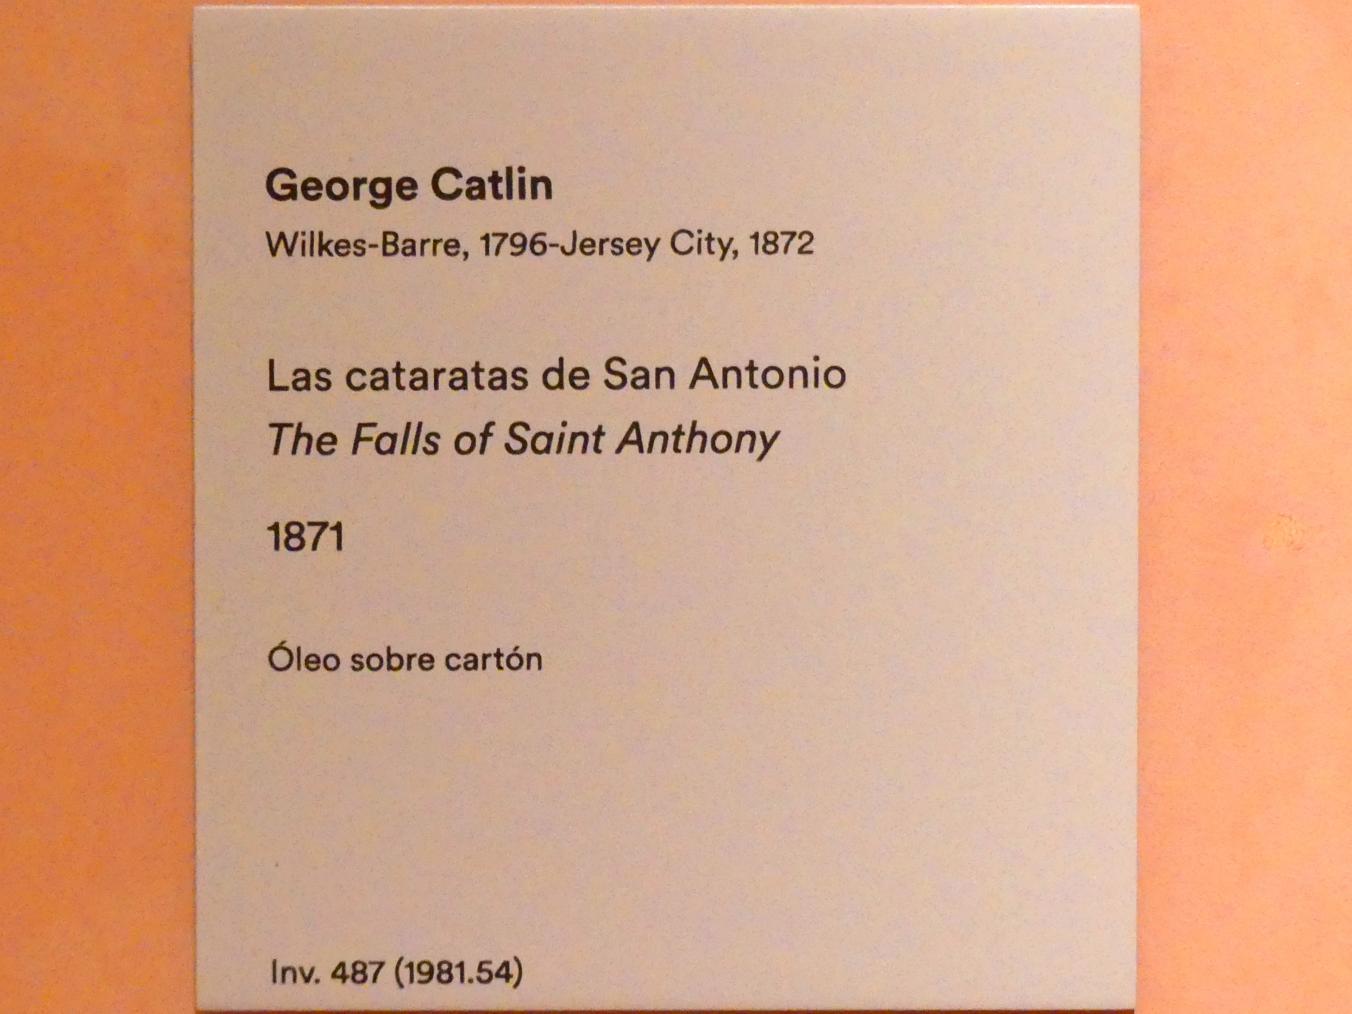 George Catlin
Wilkes-Barre, 1796-Jersey City, 1872
Las cataratas de San Antonio
The Falls of Saint Anthony
1871
Óleo sobre cartón
Inv. 487 (1981.54)